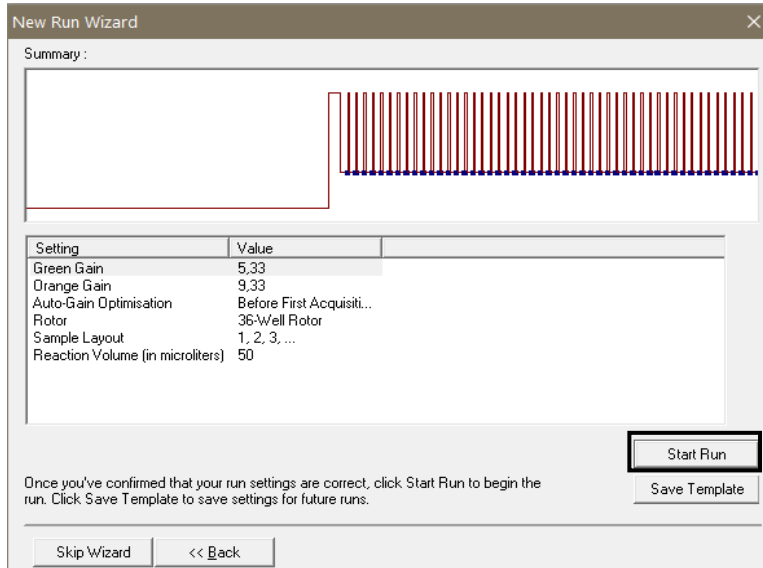 New Run Wizard
Summary :
Setting Value
Green Gain 5,33
Orange Gain 9,33
Auto-Gain Optimisation Before First Acquisiti...
Rotor 36-Well Rotor
Sample Layout 1, 2, 3, ...
Reaction Volume (in microliters) 50
Start Run
Once you've confirmed that your run settings are correct, click Start Run to begin the
run. Click Save Template to save settings for future runs.
Save Template
Skip Wizard << Back